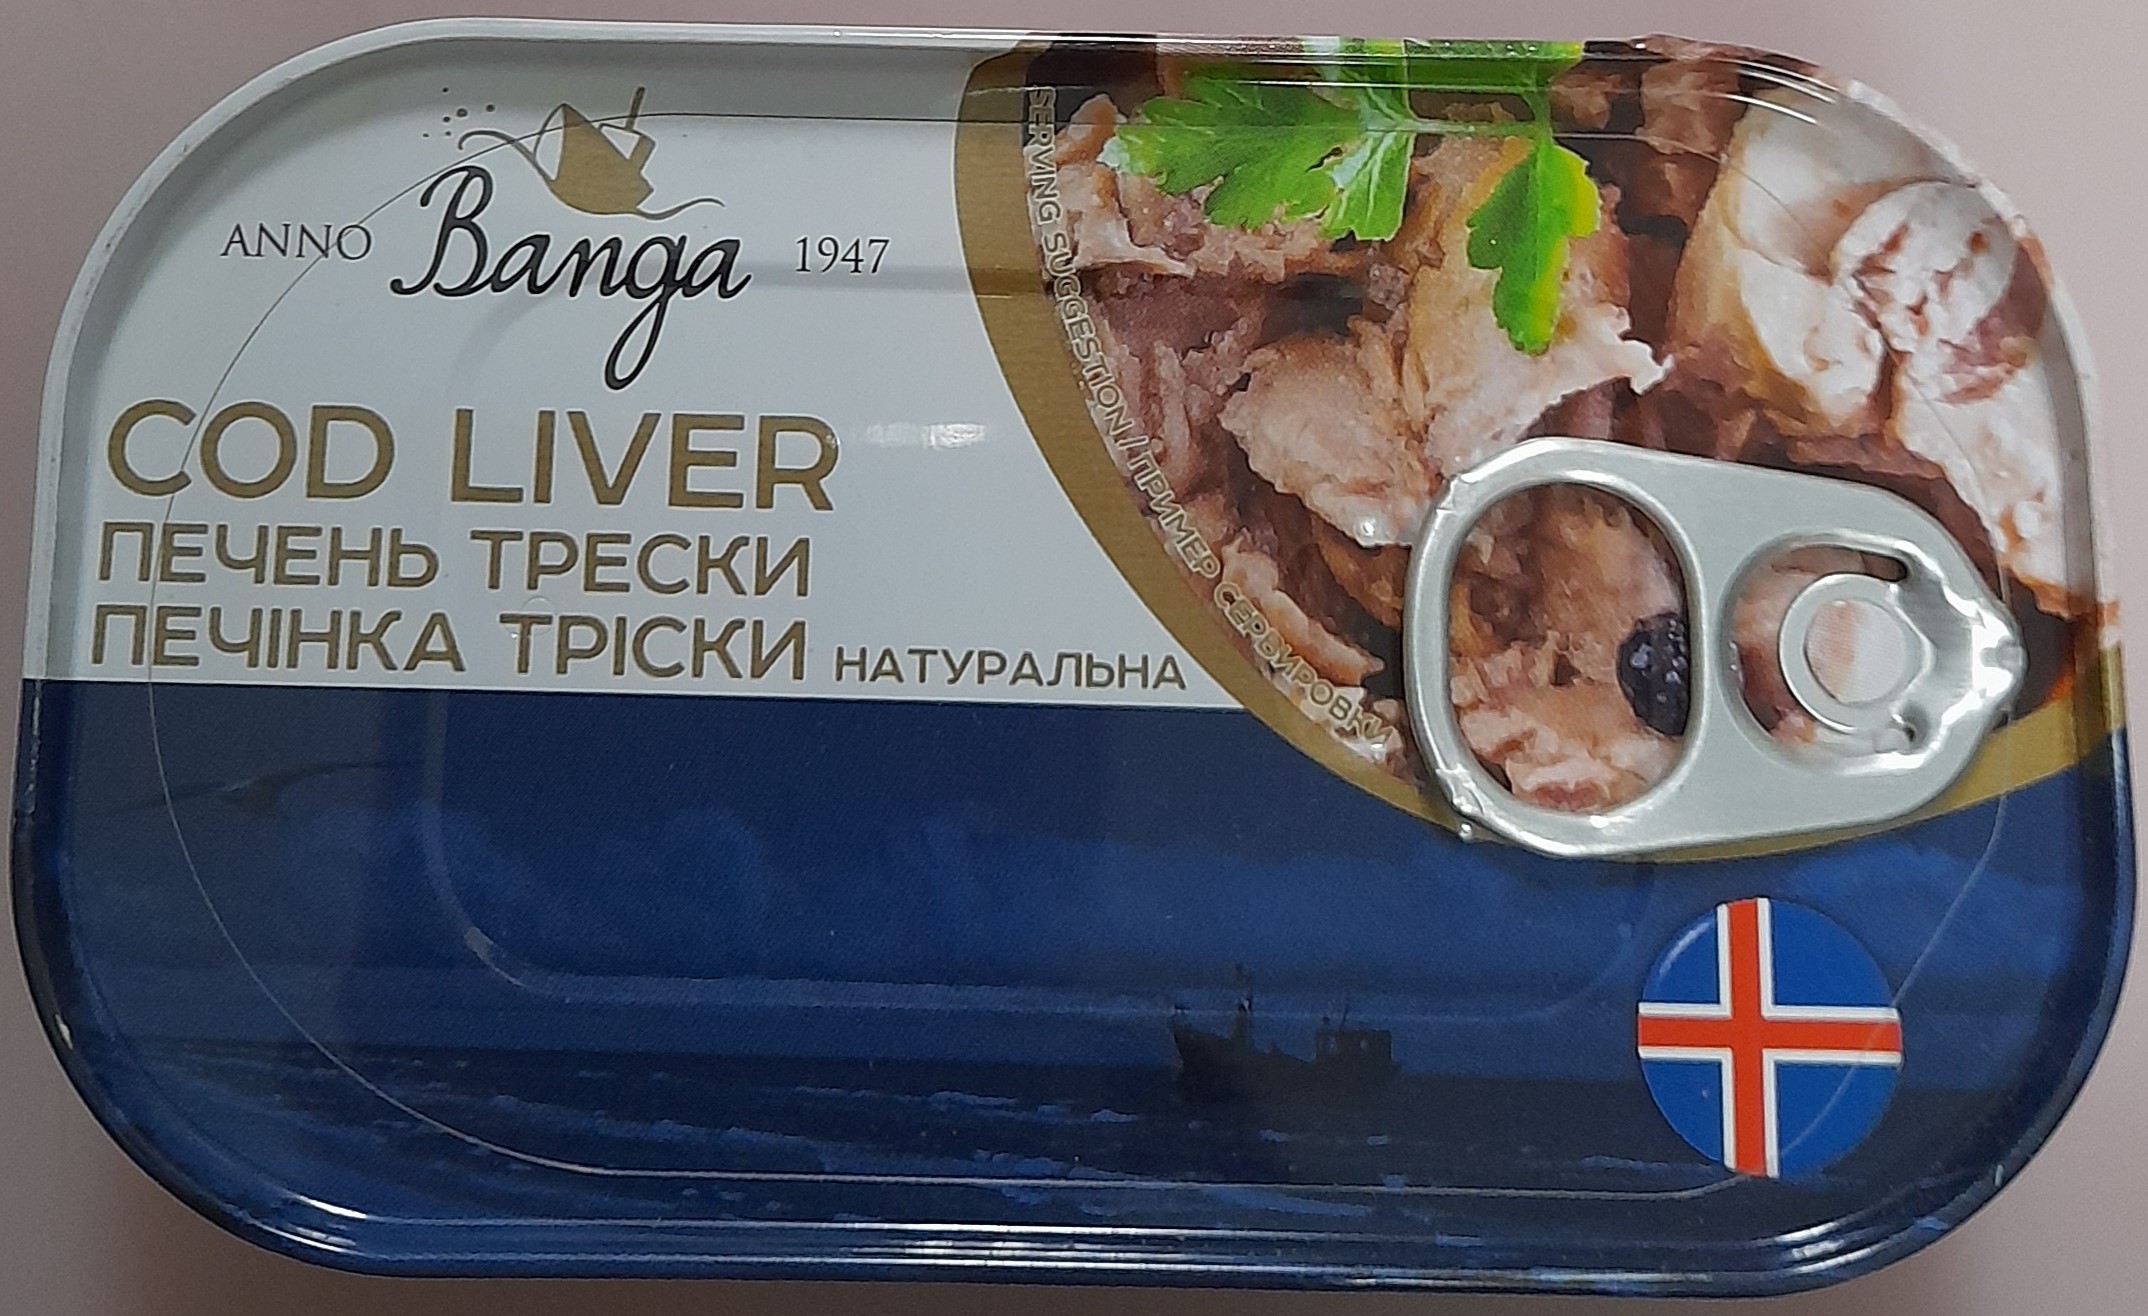 ANNO Banga 1947
COD LIVER
ПЕЧЕНЬ ТРЕСКИ
ПЕЧІНКА ТРІСКИ НАТУРАЛЬНА
SERVING SUGGESTION / ПРИМЕР СЕРВИРОВКИ